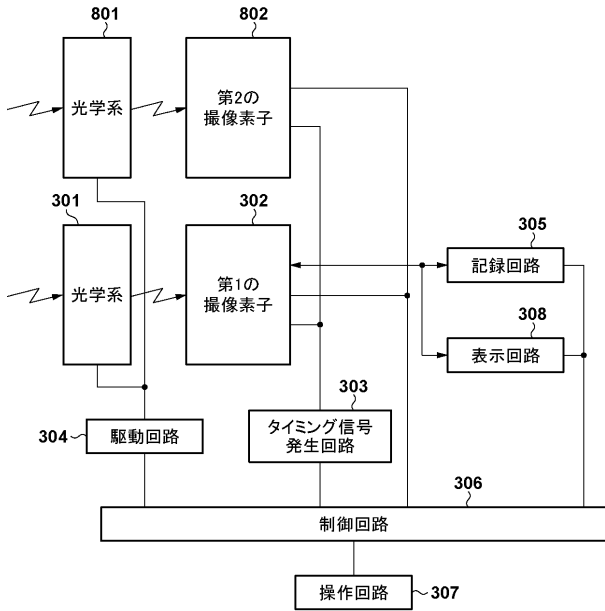 801
802
光学系
第2の
撮像素子
301
302
305
光学系
第1の
撮像素子
記録回路
308
表示回路
303
304
駆動回路
タイミング信号
発生回路
306
制御回路
操作回路
307